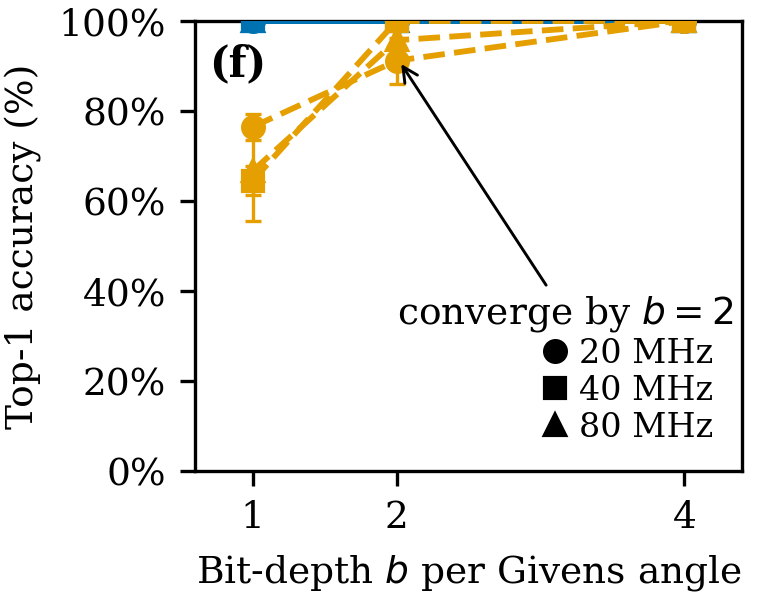 100%
80%
60%
40%
20%
0%
Top-1 accuracy (%)
(f)
converge by b = 2
20 MHz
40 MHz
80 MHz
1 2 4
Bit-depth b per Givens angle